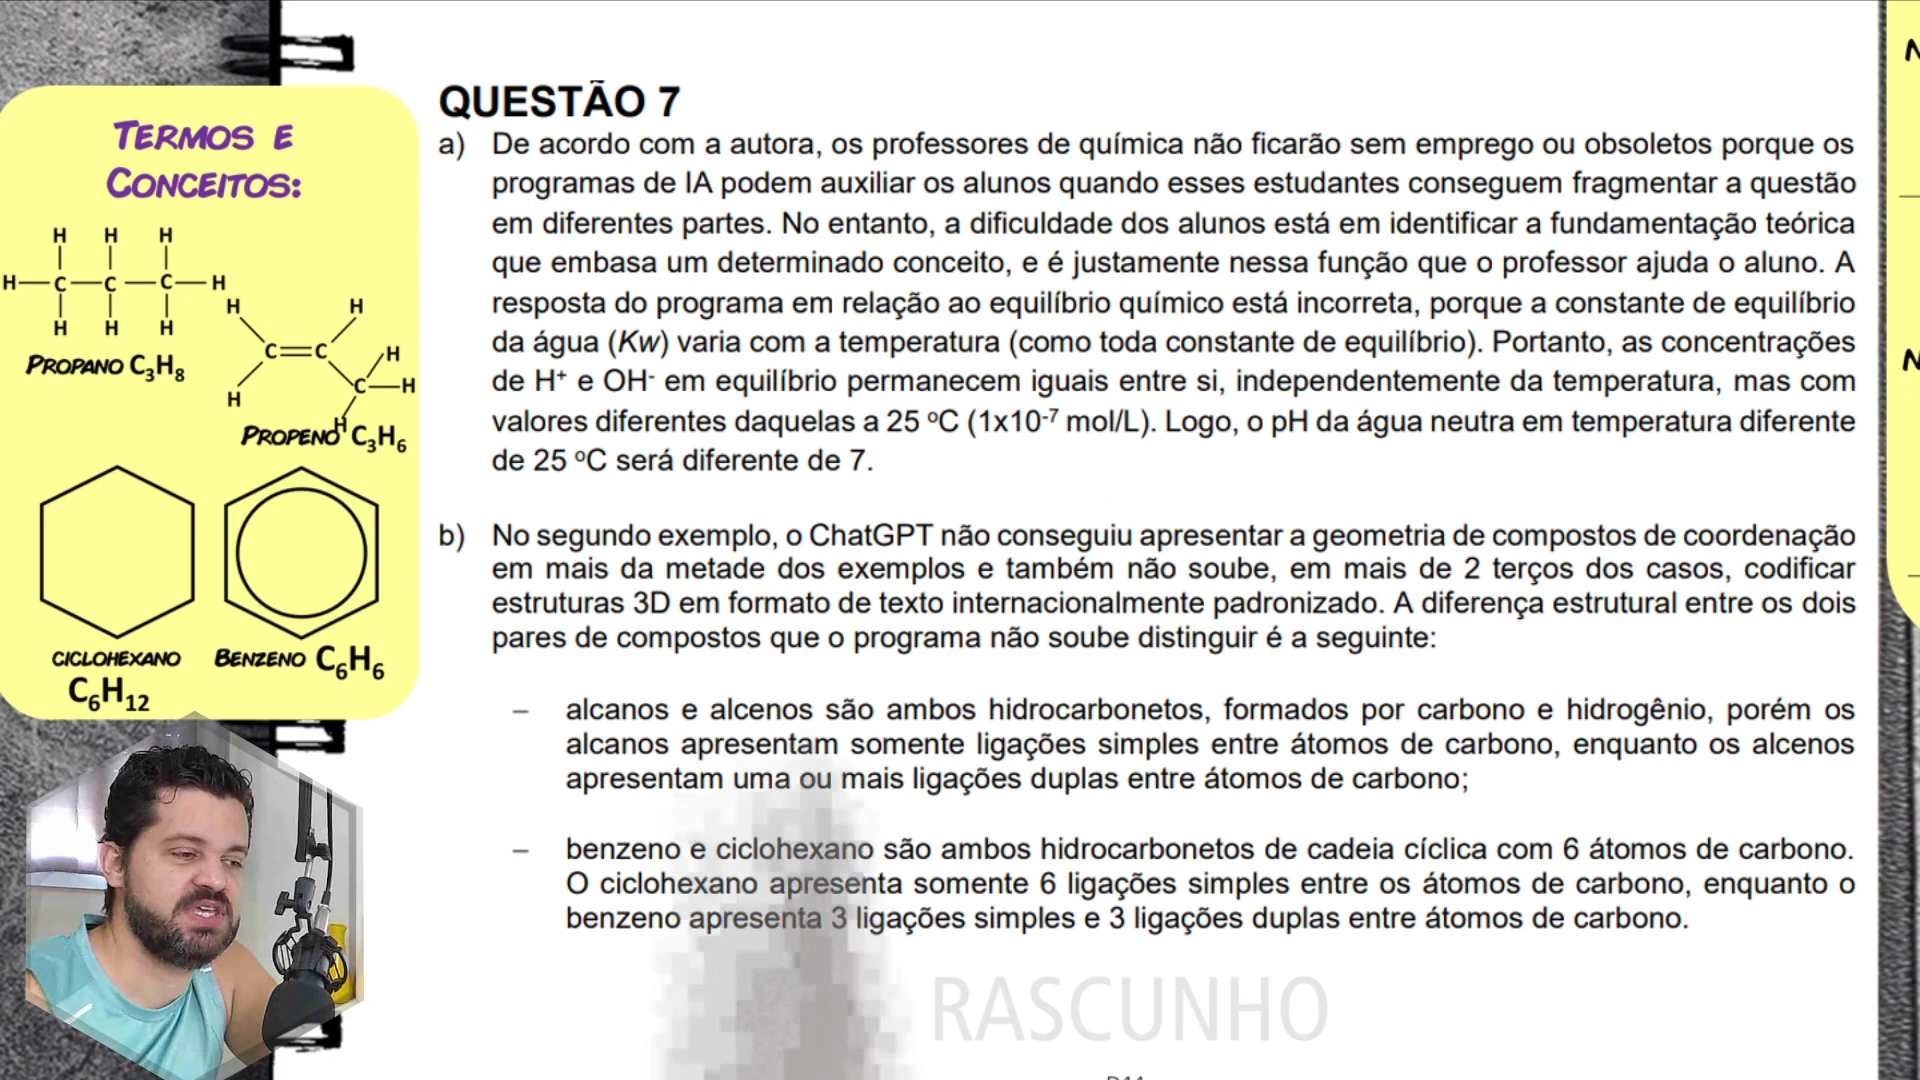 TERMOS E
CONCEITOS:
H H H
H C C C H
H H H
PROPANO C₃H₈
H H
C C H
C H
H
H
PROPENO C₃H₆
CICLOHEXANO
C₆H₁₂
BENZENO C₆H₆
QUESTÃO 7
a) De acordo com a autora, os professores de química não ficarão sem emprego ou obsoletos porque os
programas de IA podem auxiliar os alunos quando esses estudantes conseguem fragmentar a questão
em diferentes partes. No entanto, a dificuldade dos alunos está em identificar a fundamentação teórica
que embasa um determinado conceito, e é justamente nessa função que o professor ajuda o aluno. A
resposta do programa em relação ao equilíbrio químico está incorreta, porque a constante de equilíbrio
da água (Kw) varia com a temperatura (como toda constante de equilíbrio). Portanto, as concentrações
de H⁺ e OH⁻ em equilíbrio permanecem iguais entre si, independentemente da temperatura, mas com
valores diferentes daquelas a 25 ºC (1x10⁻⁷ mol/L). Logo, o pH da água neutra em temperatura diferente
de 25 ºC será diferente de 7.
b) No segundo exemplo, o ChatGPT não conseguiu apresentar a geometria de compostos de coordenação
em mais da metade dos exemplos e também não soube, em mais de 2 terços dos casos, codificar
estruturas 3D em formato de texto internacionalmente padronizado. A diferença estrutural entre os dois
pares de compostos que o programa não soube distinguir é a seguinte:
– alcanos e alcenos são ambos hidrocarbonetos, formados por carbono e hidrogênio, porém os
alcanos apresentam somente ligações simples entre átomos de carbono, enquanto os alcenos
apresentam uma ou mais ligações duplas entre átomos de carbono;
– benzeno e ciclohexano são ambos hidrocarbonetos de cadeia cíclica com 6 átomos de carbono.
O ciclohexano apresenta somente 6 ligações simples entre os átomos de carbono, enquanto o
benzeno apresenta 3 ligações simples e 3 ligações duplas entre átomos de carbono.
RASCUNHO